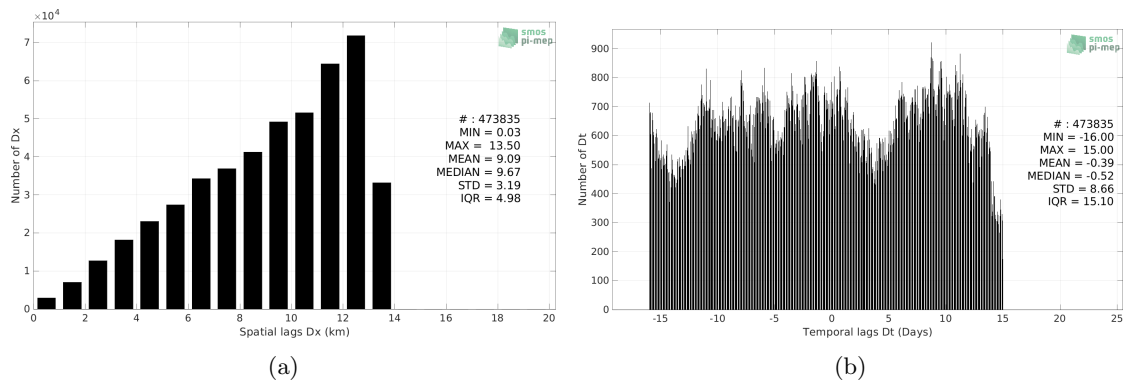 ×10⁴
smos
pi-mep
7
6
5
4
3
2
1
0
Number of Dx
# : 473835
MIN = 0.03
MAX = 13.50
MEAN = 9.09
MEDIAN = 9.67
STD = 3.19
IQR = 4.98
0 2 4 6 8 10 12 14 16 18 20
Spatial lags Dx (km)
(a)
smos
pi-mep
900
800
700
600
500
400
300
200
100
0
Number of Dt
# : 473835
MIN = -16.00
MAX = 15.00
MEAN = -0.39
MEDIAN = -0.52
STD = 8.66
IQR = 15.10
-15 -10 -5 0 5 10 15 20 25
Temporal lags Dt (Days)
(b)